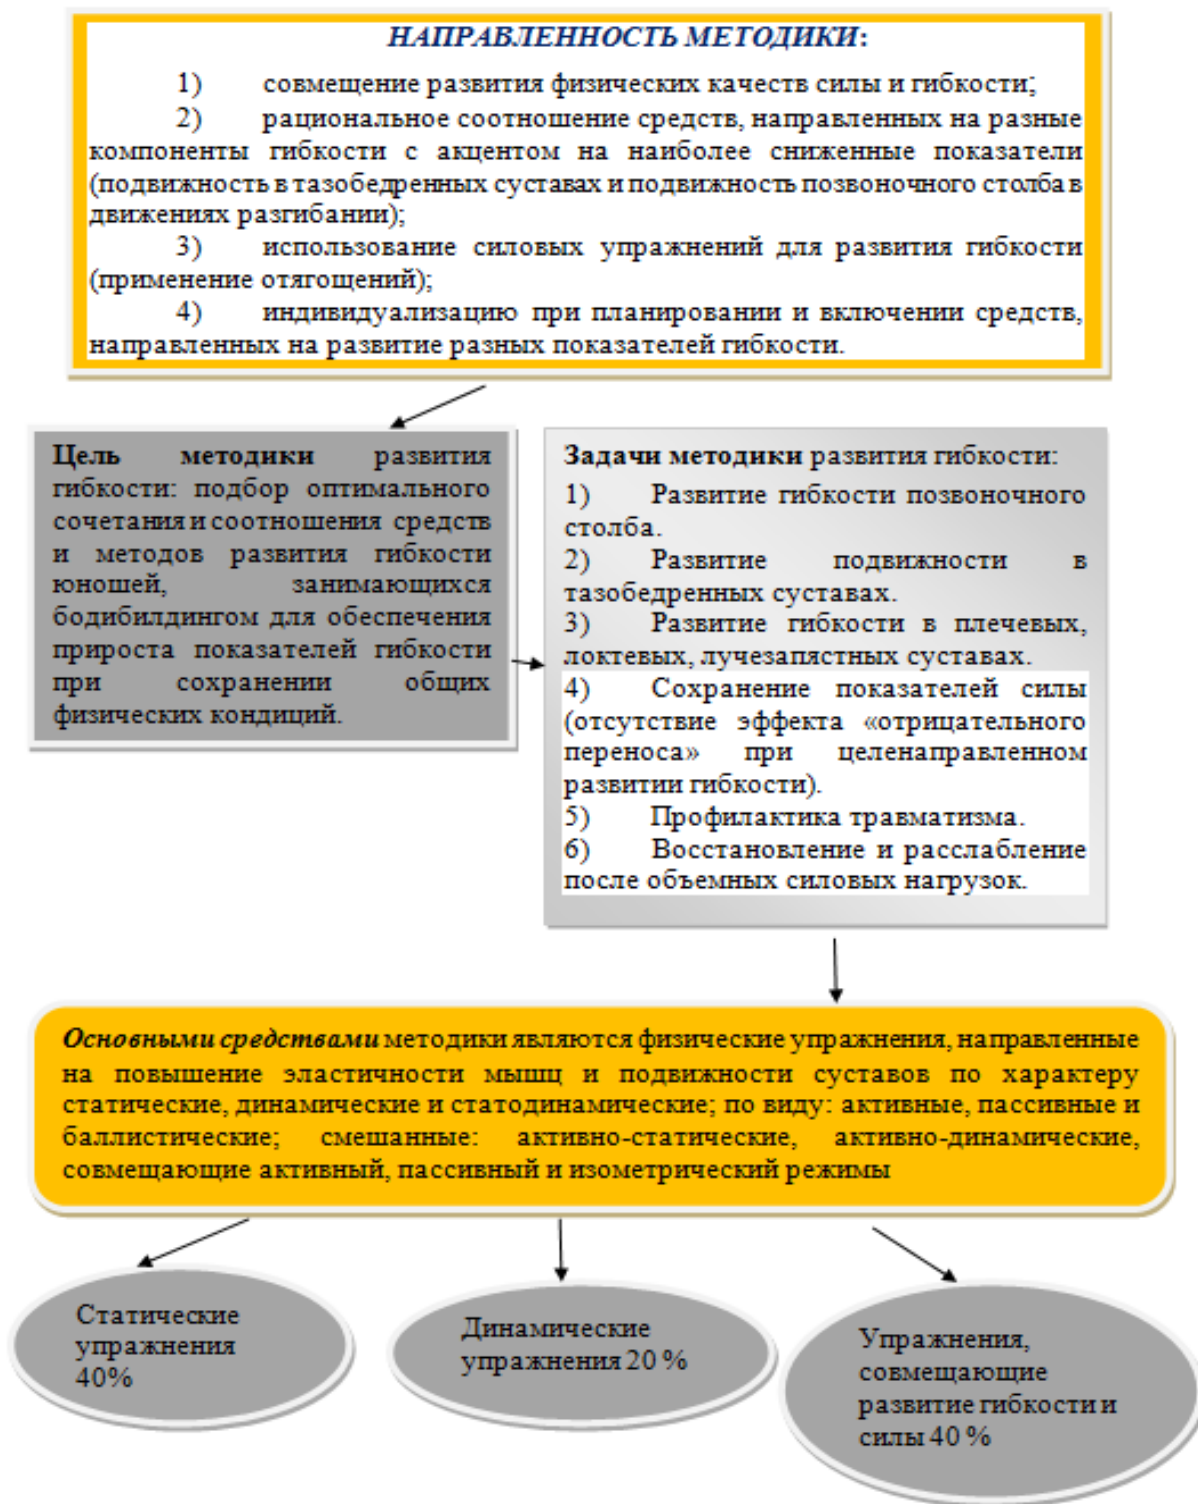 НАПРАВЛЕННОСТЬ МЕТОДИКИ:
1) совмещение развития физических качеств силы и гибкости;
2) рациональное соотношение средств, направленных на разные
компоненты гибкости с акцентом на наиболее сниженные показатели
(подвижность в тазобедренных суставах и подвижность позвоночного столба в
движениях разгибании);
3) использование силовых упражнений для развития гибкости
(применение отягощений);
4) индивидуализацию при планировании и включении средств,
направленных на развитие разных показателей гибкости.
Цель методики развития
гибкости: подбор оптимального
сочетания и соотношения средств
и методов развития гибкости
юношей, занимающихся
бодибилдингом для обеспечения
прироста показателей гибкости
при сохранении общих
физических кондиций.
Задачи методики развития гибкости:
1) Развитие гибкости позвоночного
столба.
2) Развитие подвижности в
тазобедренных суставах.
3) Развитие гибкости в плечевых,
локтевых, лучезапястных суставах.
4) Сохранение показателей силы
(отсутствие эффекта «отрицательного
переноса» при целенаправленном
развитии гибкости).
5) Профилактика травматизма.
6) Восстановление и расслабление
после объемных силовых нагрузок.
Основными средствами методики являются физические упражнения, направленные
на повышение эластичности мышц и подвижности суставов по характеру
статические, динамические и статодинамические; по виду: активные, пассивные и
баллистические; смешанные: активно-статические, активно-динамические,
совмещающие активный, пассивный и изометрический режимы
Статические
упражнения
40%
Динамические
упражнения 20 %
Упражнения,
совмещающие
развитие гибкости и
силы 40 %